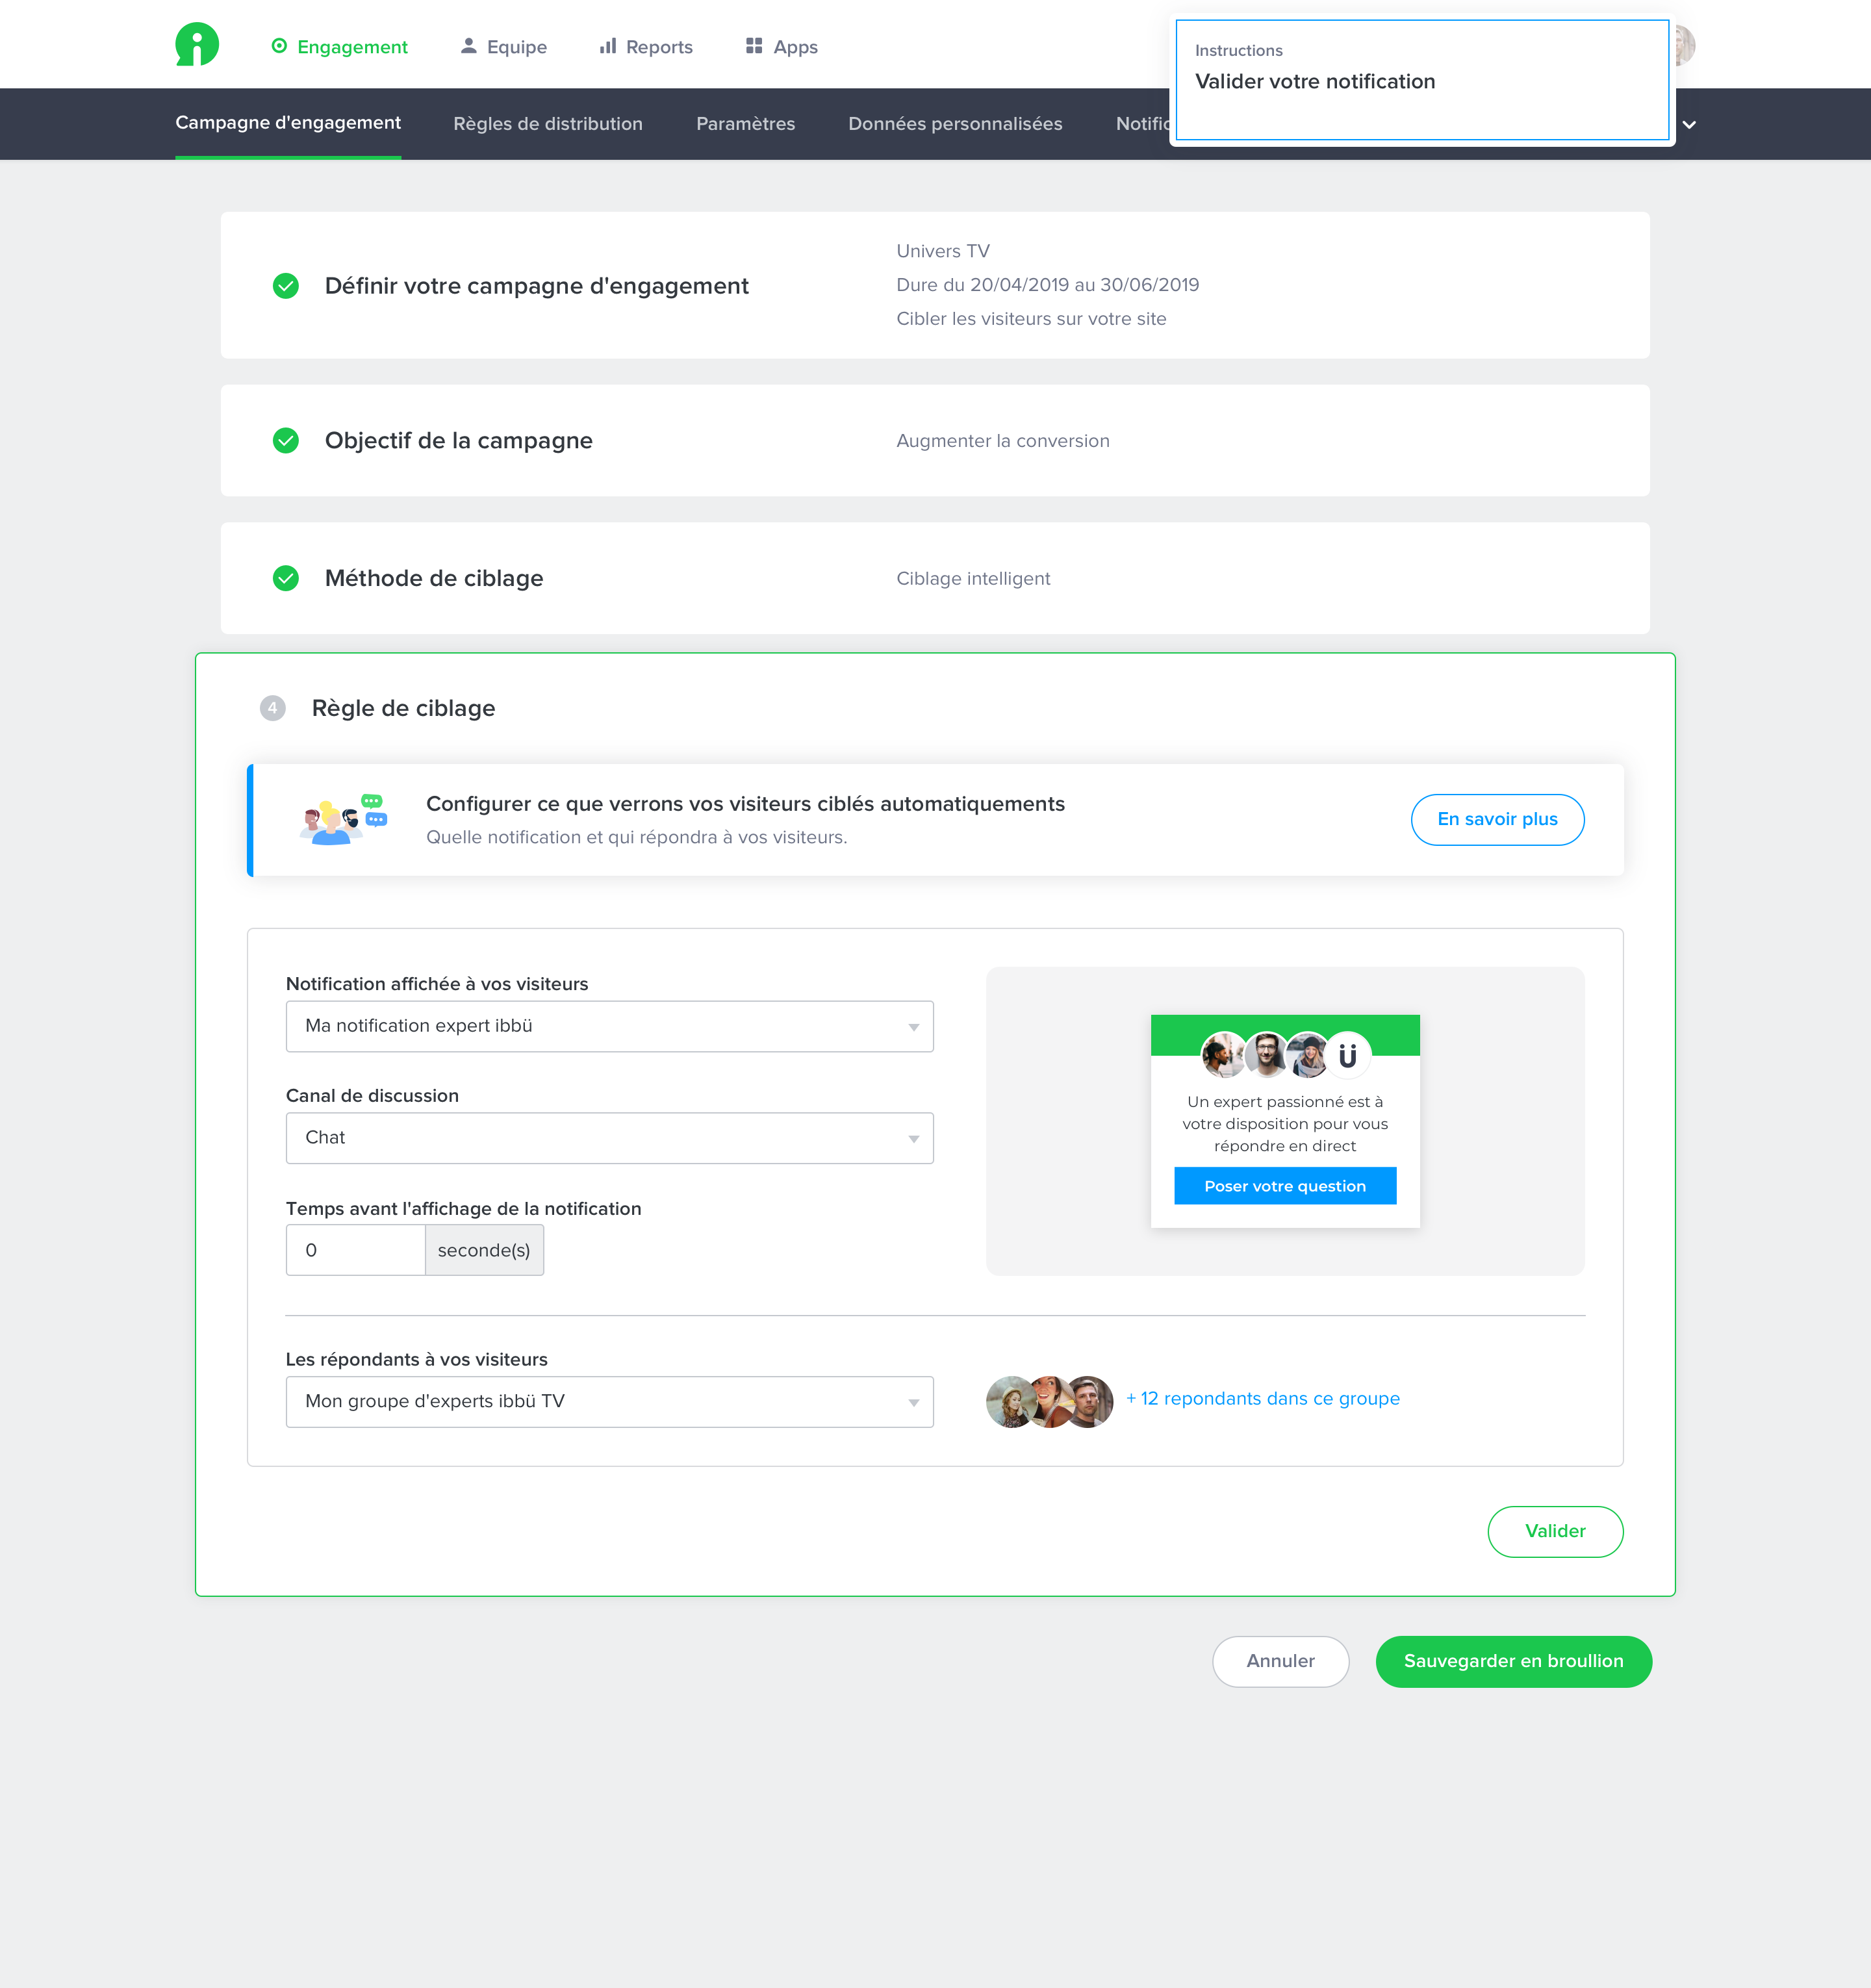 Engagement
Equipe
Reports
Apps
Instructions
Valider votre notification
Campagne d'engagement
Règles de distribution
Paramètres
Données personnalisées
Notific
Définir votre campagne d'engagement
Univers TV
Dure du 20/04/2019 au 30/06/2019
Cibler les visiteurs sur votre site
Objectif de la campagne
Augmenter la conversion
Méthode de ciblage
Ciblage intelligent
4
Règle de ciblage
Configurer ce que verrons vos visiteurs ciblés automatiquements
Quelle notification et qui répondra à vos visiteurs.
En savoir plus
Notification affichée à vos visiteurs
Ma notification expert ibbü
Canal de discussion
Chat
Temps avant l'affichage de la notification
0
seconde(s)
ü
Un expert passionné est à
votre disposition pour vous
répondre en direct
Poser votre question
Les répondants à vos visiteurs
Mon groupe d'experts ibbü TV
+ 12 repondants dans ce groupe
Valider
Annuler
Sauvegarder en broullion